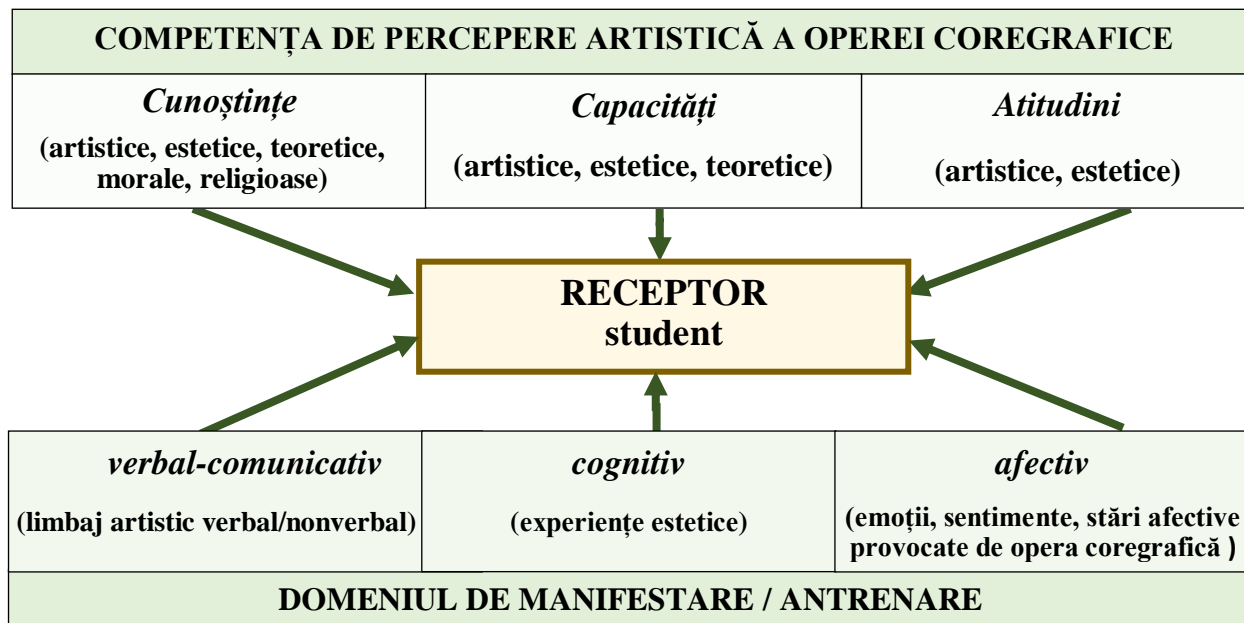 COMPETENȚA DE PERCEPERE ARTISTICĂ A OPEREI COREGRAFICE
Cunoștințe
(artistice, estetice, teoretice,
morale, religioase)
Capacități
(artistice, estetice, teoretice)
Atitudini
(artistice, estetice)
RECEPTOR
student
verbal-comunicativ
(limbaj artistic verbal/nonverbal)
cognitiv
(experiențe estetice)
afectiv
(emoții, sentimente, stări afective
provocate de opera coregrafică )
DOMENIUL DE MANIFESTARE / ANTRENARE